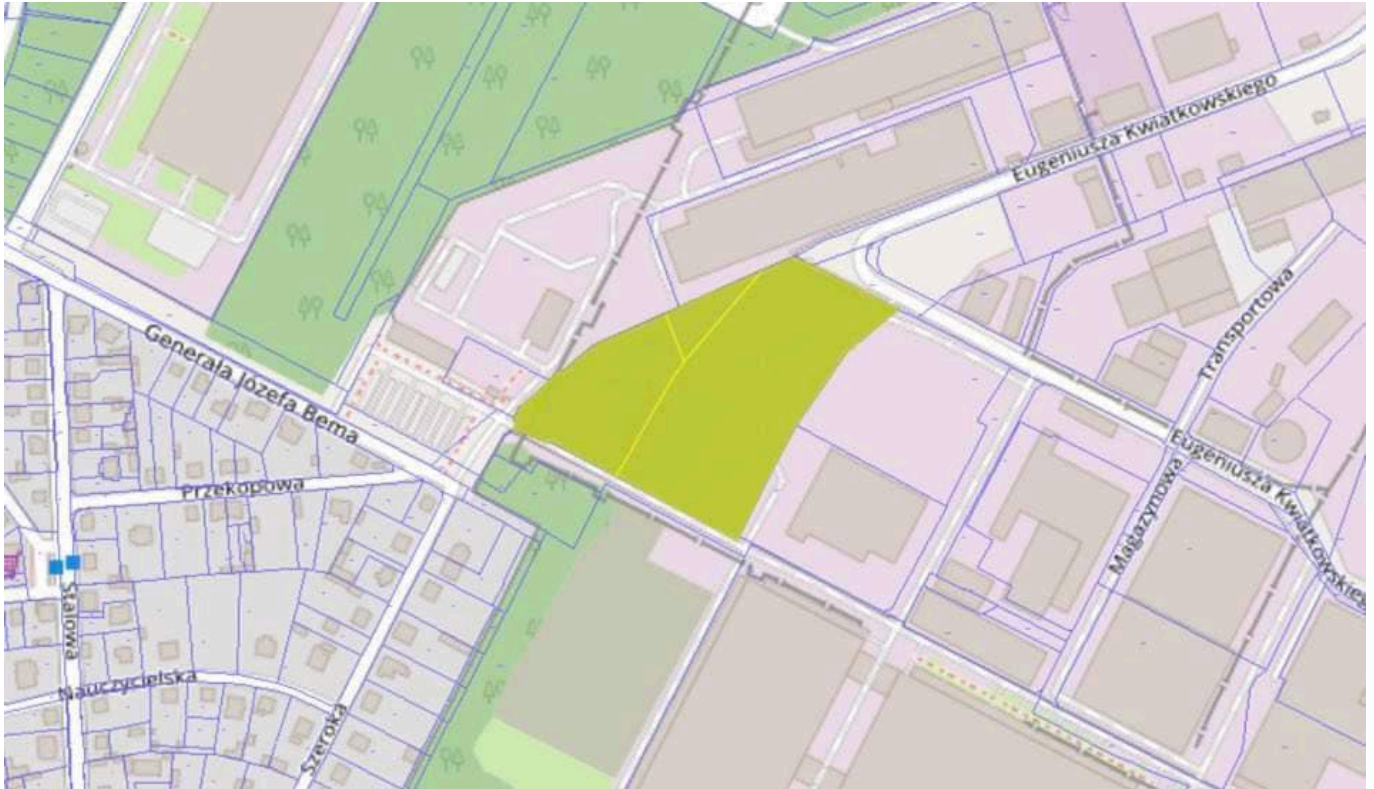 Eugeniusza Kwiatkowskiego
Transportowa
Generała Józefa Bema
Przekopowa
Eugeniusza Kwiatkowskiego
Magazynowa
Stalowa
Nauczycielska
Szeroka